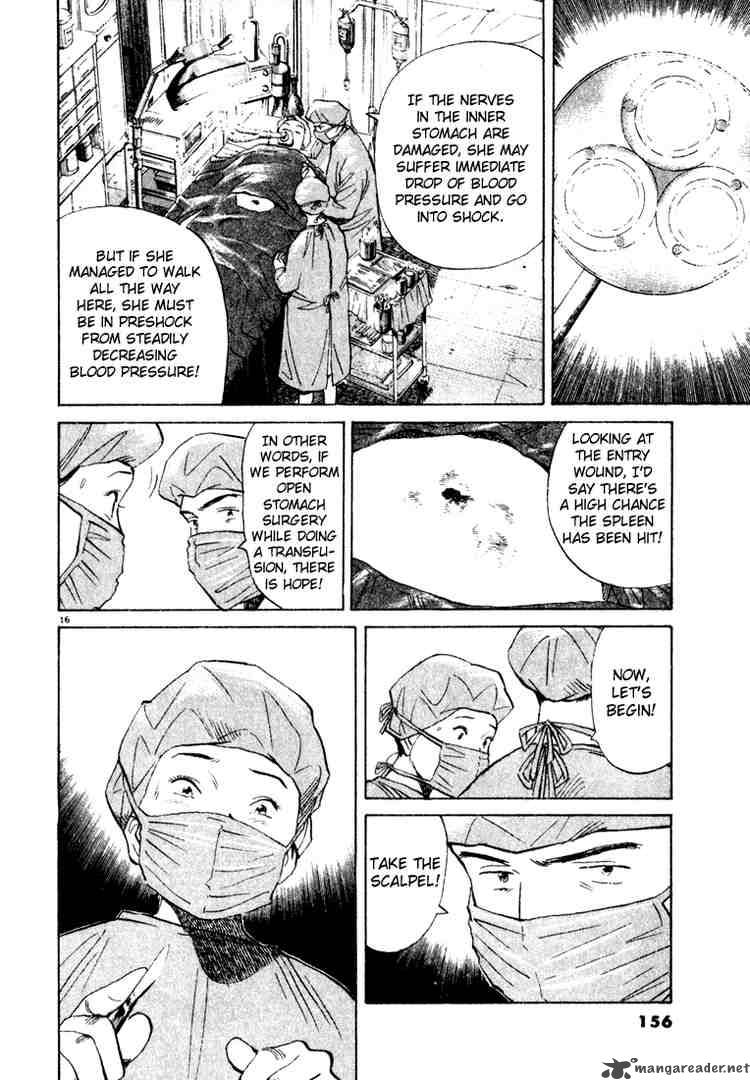 IF THE NERVES
IN THE INNER
STOMACH ARE
DAMAGED, SHE MAY
SUFFER IMMEDIATE
DROP OF BLOOD
PRESSURE AND GO
INTO SHOCK.
BUT IF SHE
MANAGED TO WALK
ALL THE WAY
HERE, SHE MUST
BE IN PRESHOCK
FROM STEADILY
DECREASING
BLOOD PRESSURE!
LOOKING AT
THE ENTRY
WOUND, I'D
SAY THERE'S
A HIGH CHANCE
THE SPLEEN
HAS BEEN HIT!
IN OTHER
WORDS, IF
WE PERFORM
OPEN
STOMACH
SURGERY
WHILE DOING
A TRANSFU-
SION, THERE
IS HOPE!
16
NOW,
LET'S
BEGIN!
TAKE THE
SCALPEL!
156
mangareader.net